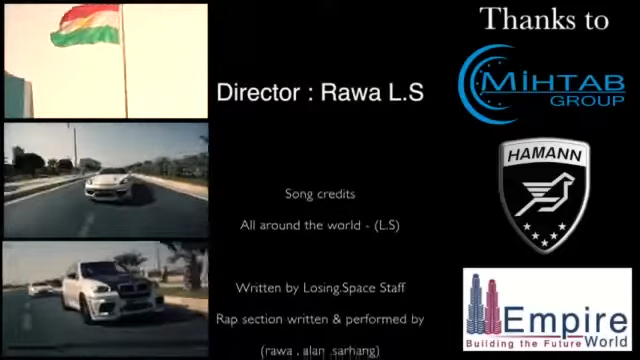 Thanks to
MiHTAB
GROUP
Director : Rawa L.S
HAMANN
Song credits
All around the world - (L.S)
Written by Losing.Space Staff
Rap section written & performed by
(rawa , alan ,sarhang)
Empire
World
Building the Future